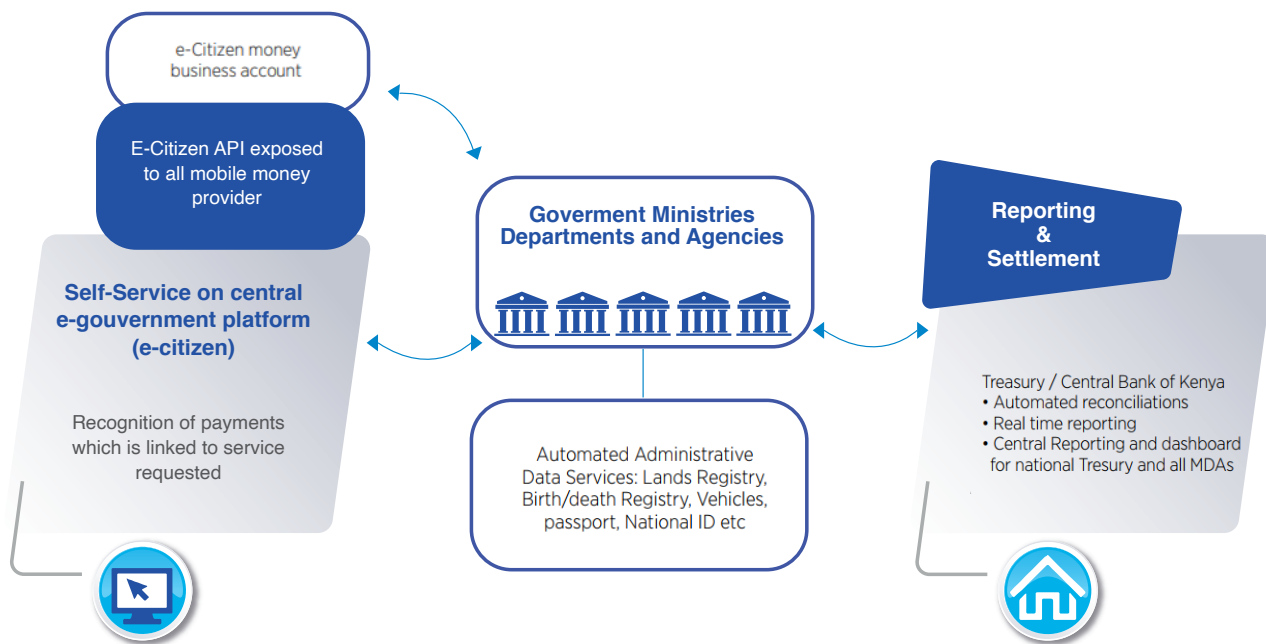 e-Citizen money
business account
E-Citizen API exposed
to all mobile money
provider
Self-Service on central
e-gouvernment platform
(e-citizen)
Recognition of payments
which is linked to service
requested
Goverment Ministries
Departments and Agencies
Automated Administrative
Data Services: Lands Registry,
Birth/death Registry, Vehicles,
passport, National ID etc
Reporting
&
Settlement
Treasury / Central Bank of Kenya
• Automated reconciliations
• Real time reporting
• Central Reporting and dashboard
for national Tresury and all MDAs